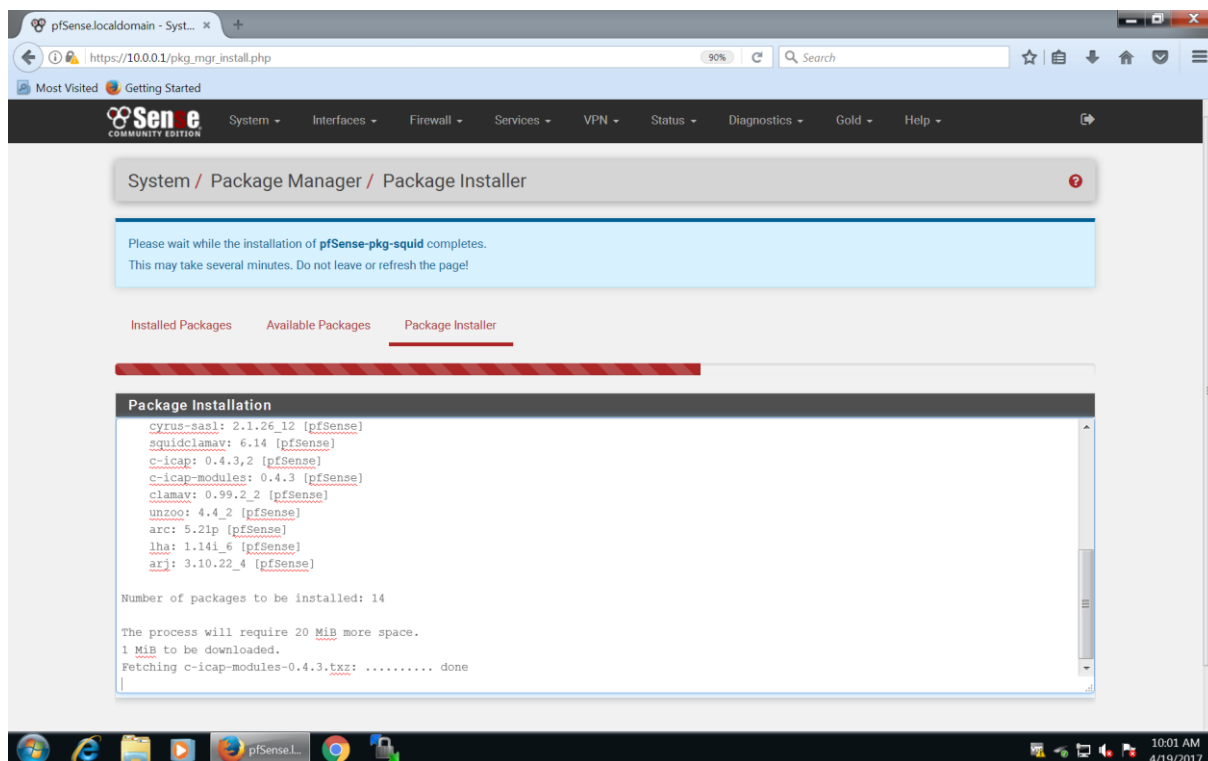 pfSense.localdomain - Syst...
https://10.0.0.1/pkg_mgr_install.php
90%
Search
Most Visited
Getting Started
Sense
COMMUNITY EDITION
System
Interfaces
Firewall
Services
VPN
Status
Diagnostics
Gold
Help
System / Package Manager / Package Installer
Please wait while the installation of pfSense-pkg-squid completes.
This may take several minutes. Do not leave or refresh the page!
Installed Packages
Available Packages
Package Installer
Package Installation
cyrus-sasl: 2.1.26_12 [pfSense]
squidclamav: 6.14 [pfSense]
c-icap: 0.4.3,2 [pfSense]
c-icap-modules: 0.4.3 [pfSense]
clamav: 0.99.2_2 [pfSense]
unzoo: 4.4_2 [pfSense]
arc: 5.21p [pfSense]
lha: 1.14i_6 [pfSense]
arj: 3.10.22_4 [pfSense]
Number of packages to be installed: 14
The process will require 20 MiB more space.
1 MiB to be downloaded.
Fetching c-icap-modules-0.4.3.txz: .......... done
pfSense.l...
10:01 AM
4/19/2017